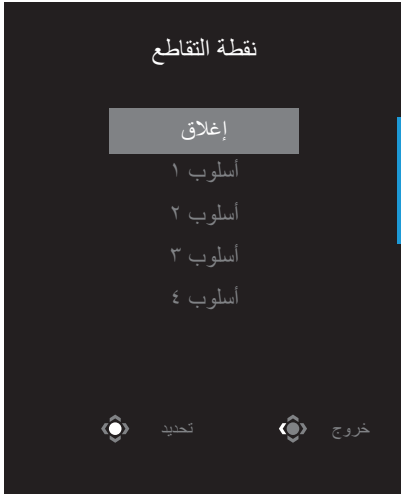 نقطة التقاطع
إغلاق
أسلوب ١
أسلوب ٢
أسلوب ٣
أسلوب ٤
خروج تحديد